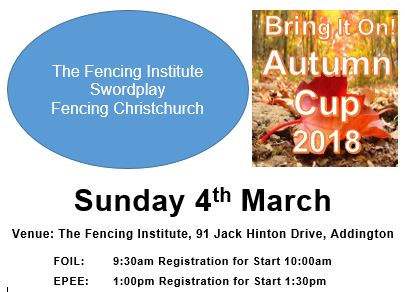 The Fencing Institute
Swordplay
Fencing Christchurch
Bring It On!
Autumn
Cup
2018
Sunday 4th March
Venue: The Fencing Institute, 91 Jack Hinton Drive, Addington
FOIL: 9:30am Registration for Start 10:00am
EPEE: 1:00pm Registration for Start 1:30pm